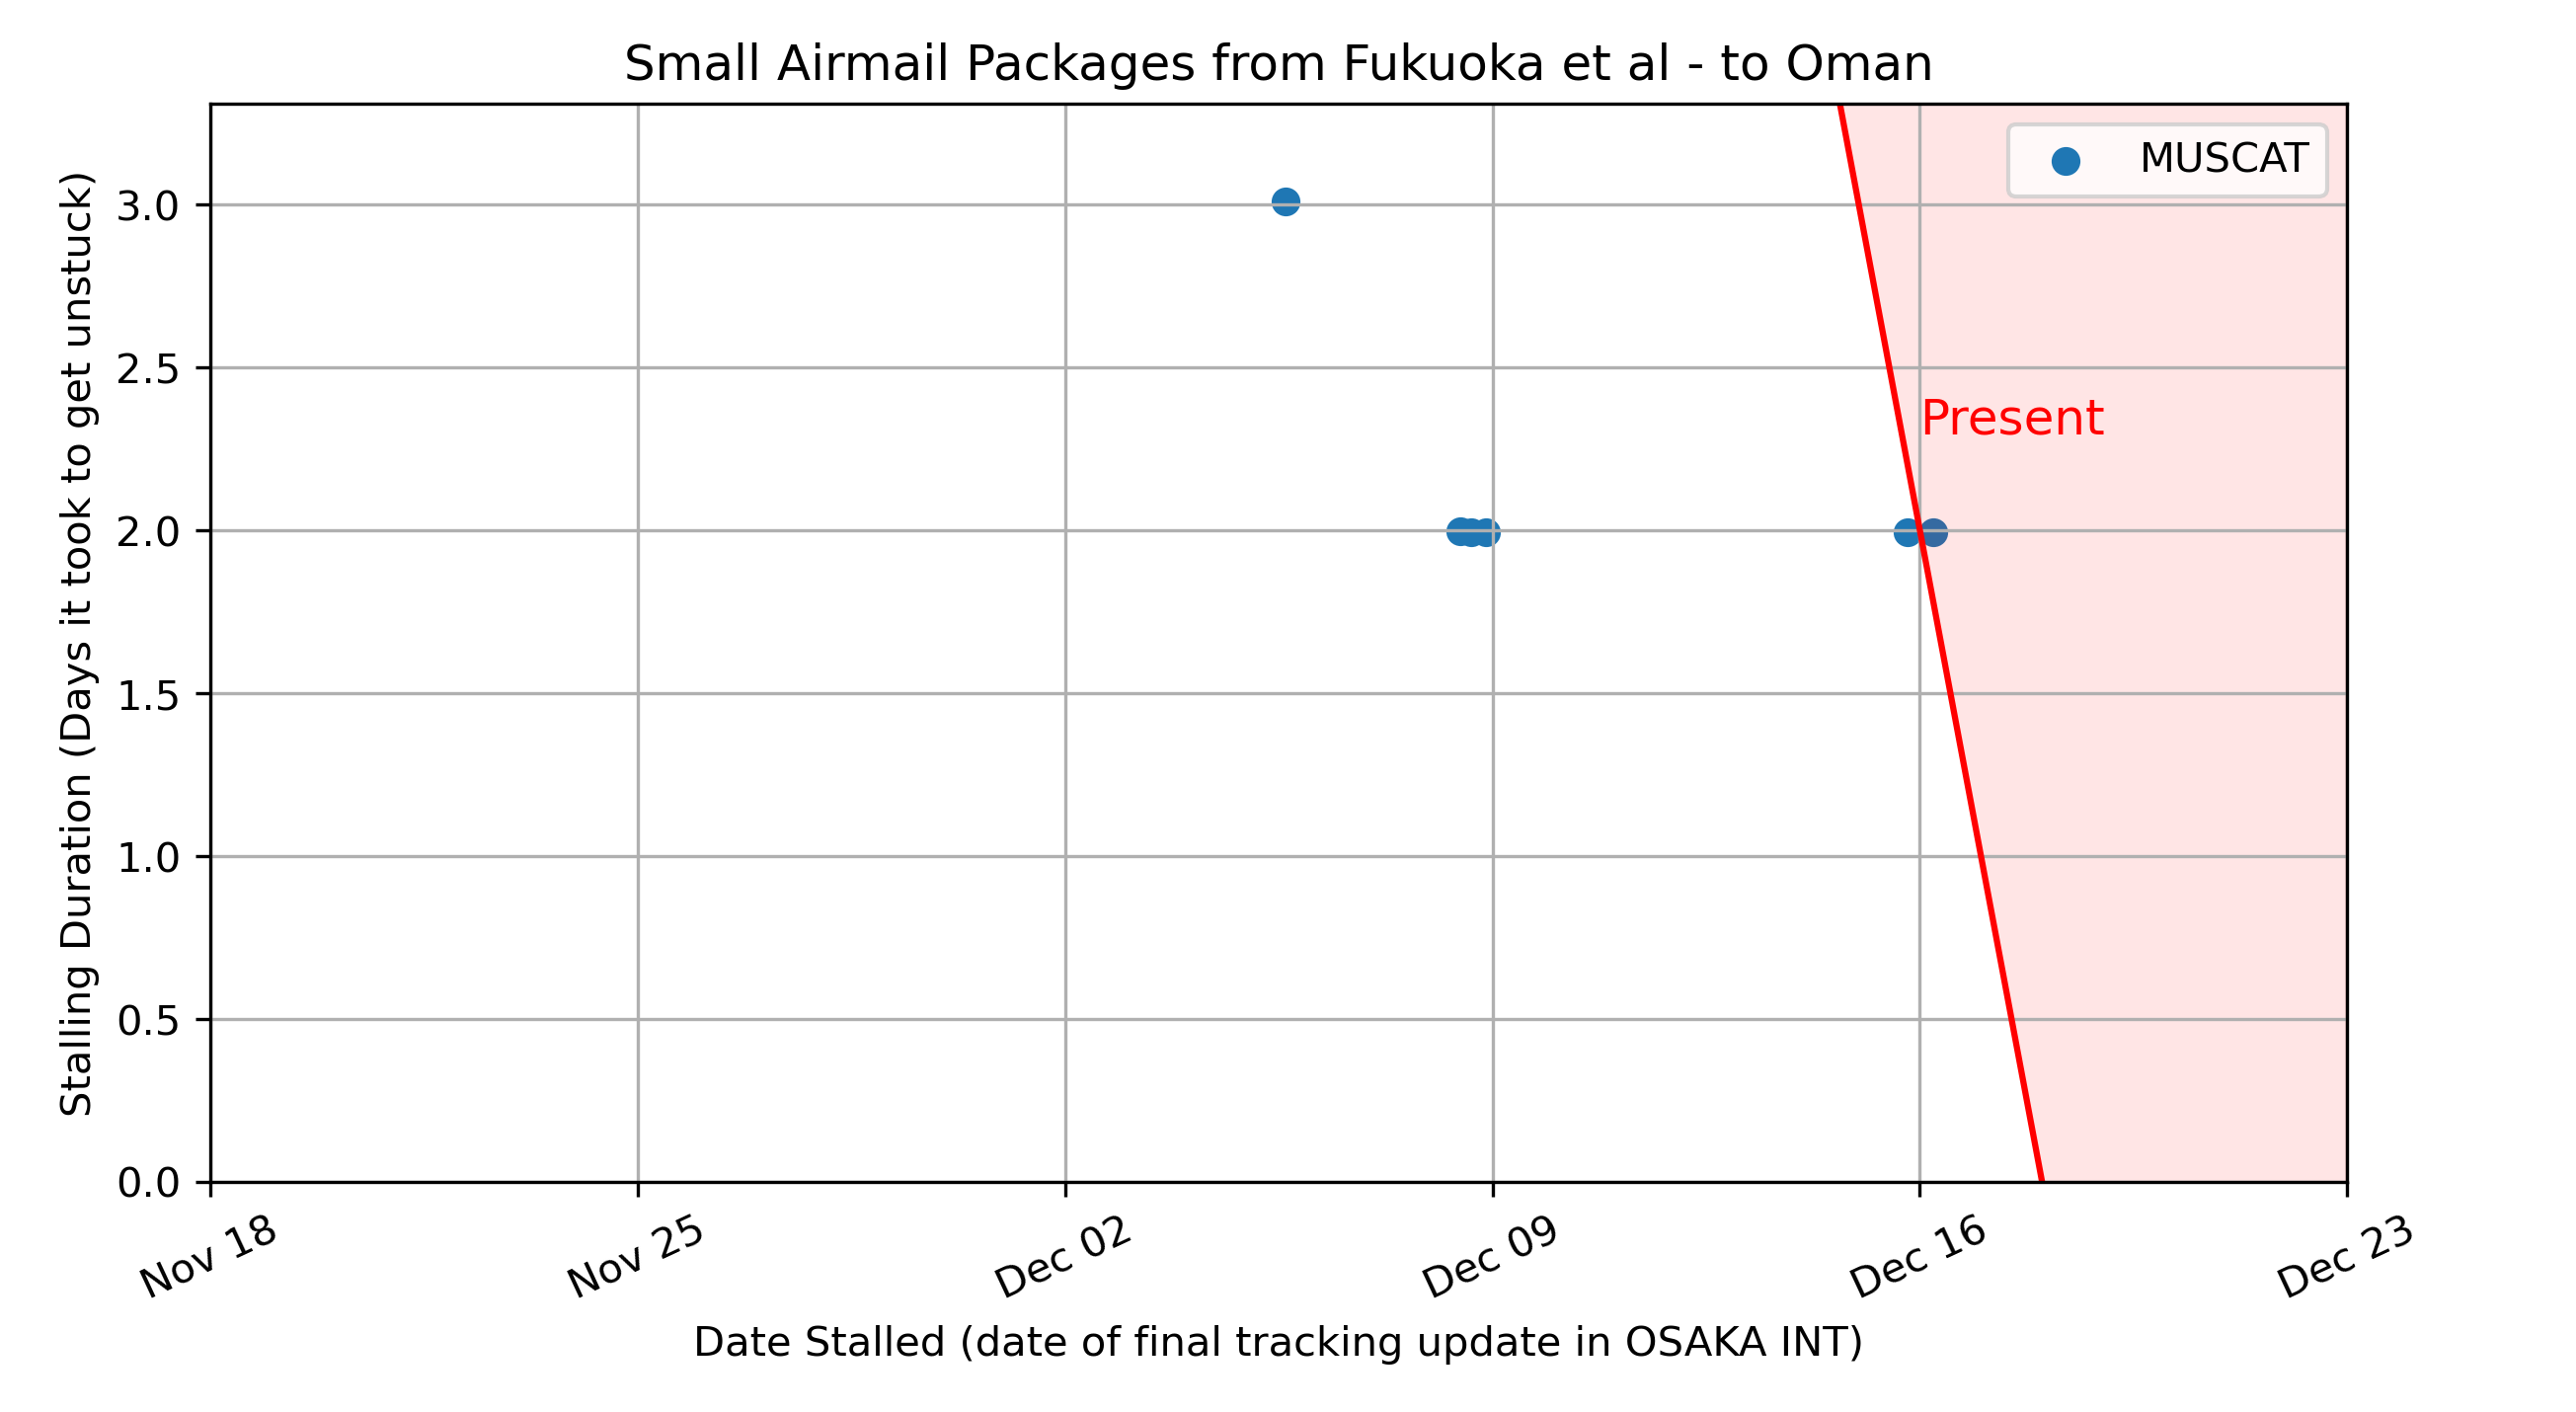 Small Airmail Packages from Fukuoka et al - to Oman
MUSCAT
Present
Stalling Duration (Days it took to get unstuck)
3.0
2.5
2.0
1.5
1.0
0.5
0.0
Nov 18
Nov 25
Dec 02
Dec 09
Dec 16
Dec 23
Date Stalled (date of final tracking update in OSAKA INT)